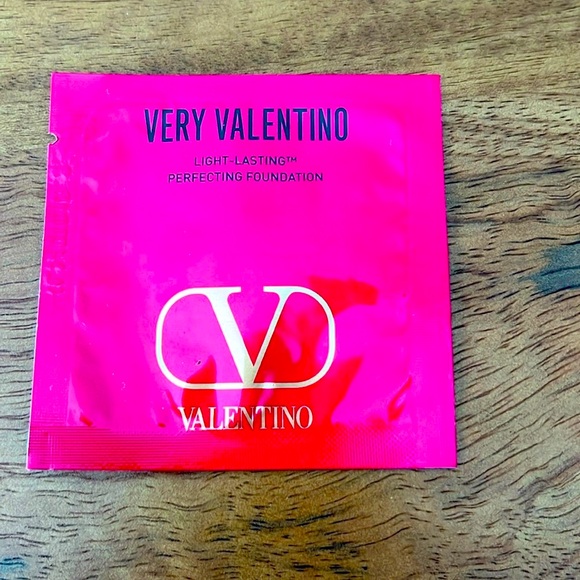 VERY VALENTINO
LIGHT-LASTING™
PERFECTING FOUNDATION
V
VALENTINO